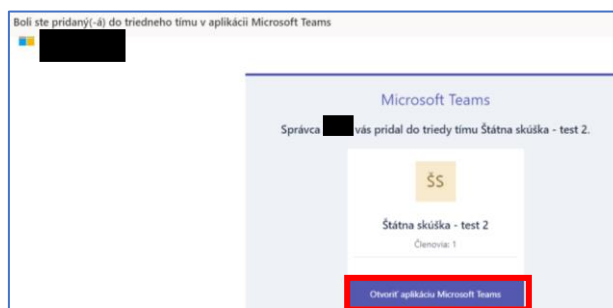 Boli ste pridaný(-á) do triedneho tímu v aplikácii Microsoft Teams
Microsoft Teams
Správca vás pridal do triedy tímu Štátna skúška - test 2.
ŠS
Štátna skúška - test 2
Členovia: 1
Otvoriť aplikáciu Microsoft Teams